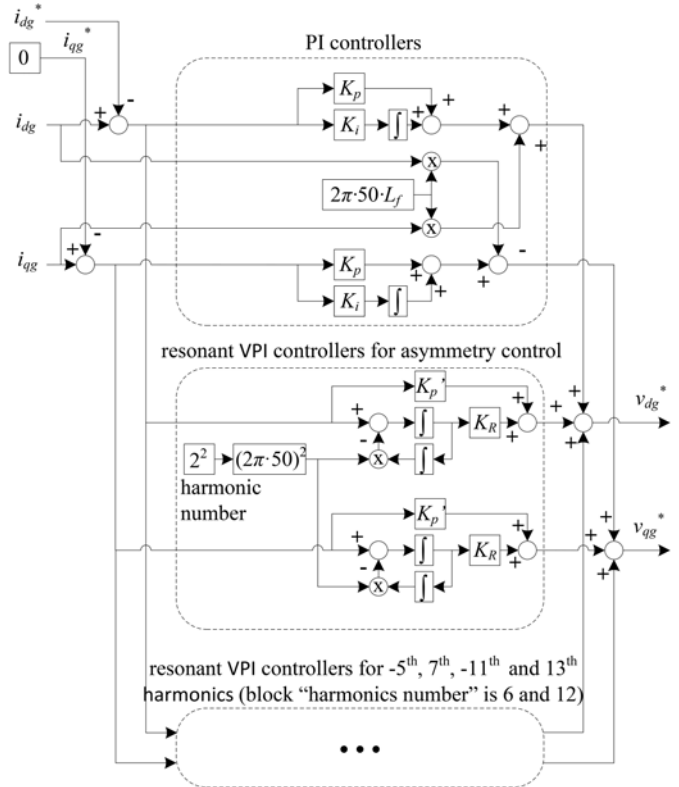 i_dg*
i_qg*
PI controllers
0
K_p
i_dg
K_i ∫
x
2π·50·L_f
x
i_qg
K_p
K_i ∫
resonant VPI controllers for asymmetry control
K_p'
v_dg*
∫ K_R
2² (2π·50)² x ∫
harmonic
number
K_p'
v_qg*
∫ K_R
x ∫
resonant VPI controllers for -5th, 7th, -11th and 13th
harmonics (block “harmonics number” is 6 and 12)
•••